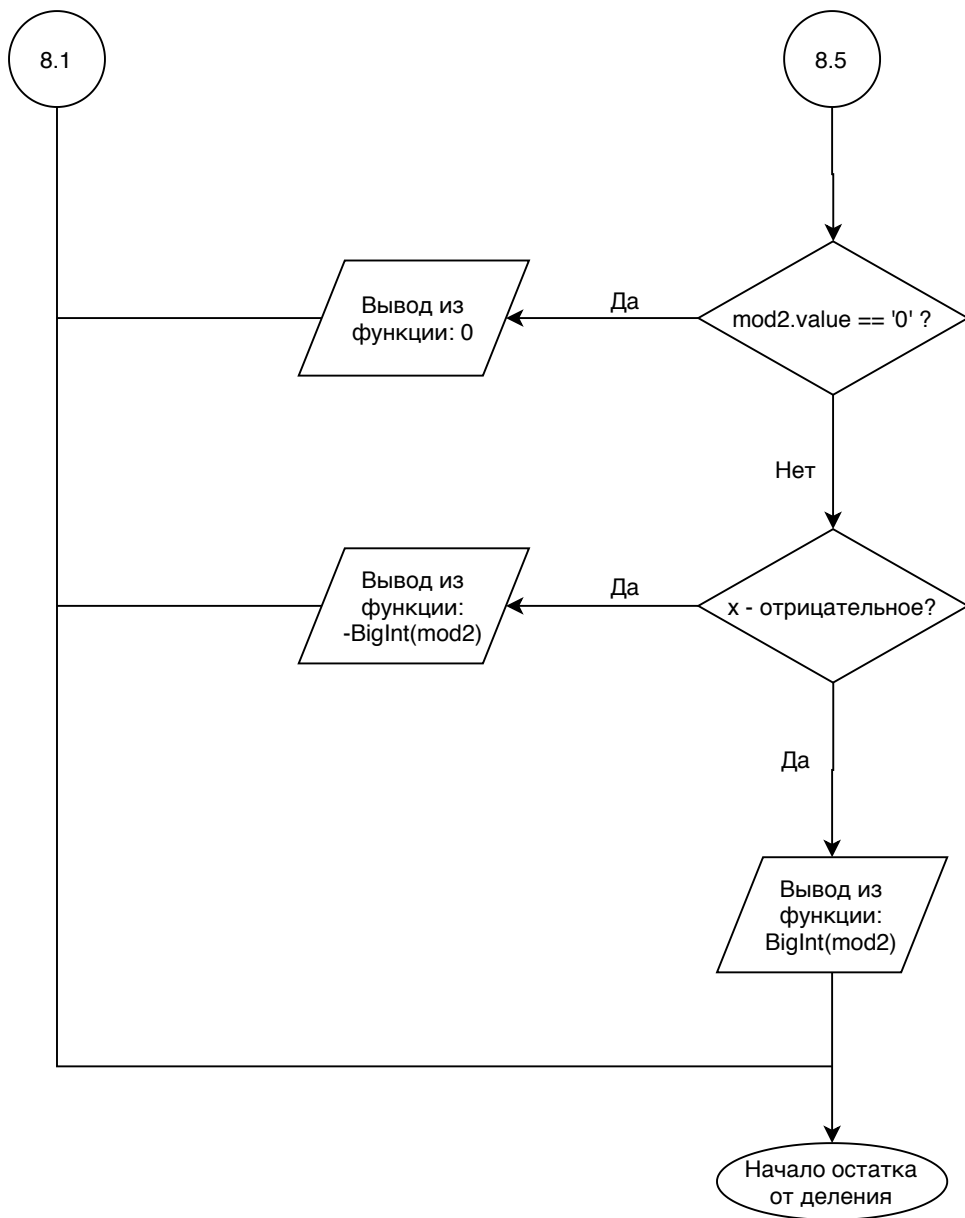 8.1
8.5
Вывод из
функции: 0
Да
mod2.value == '0' ?
Нет
Вывод из
функции:
-BigInt(mod2)
Да
x - отрицательное?
Да
Вывод из
функции:
BigInt(mod2)
Начало остатка
от деления